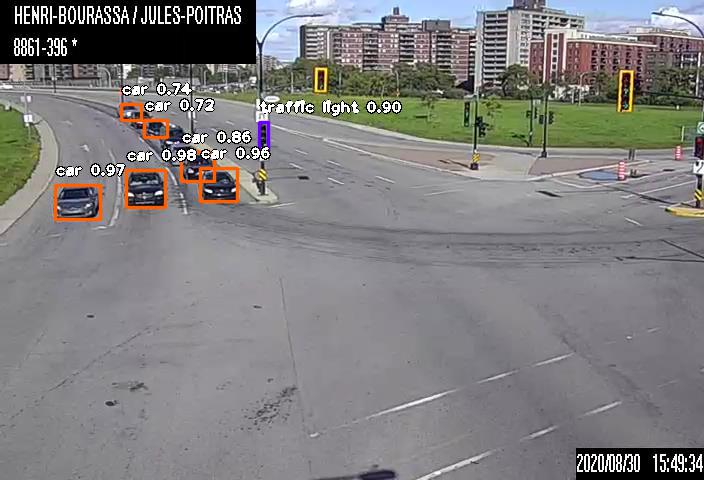 HENRI-BOURASSA / JULES-POITRAS
8861-396 *
car 0.74
car 0.72
traffic light 0.90
car 0.86
car 0.98
car 0.96
car 0.97
2020/08/30 15:49:34